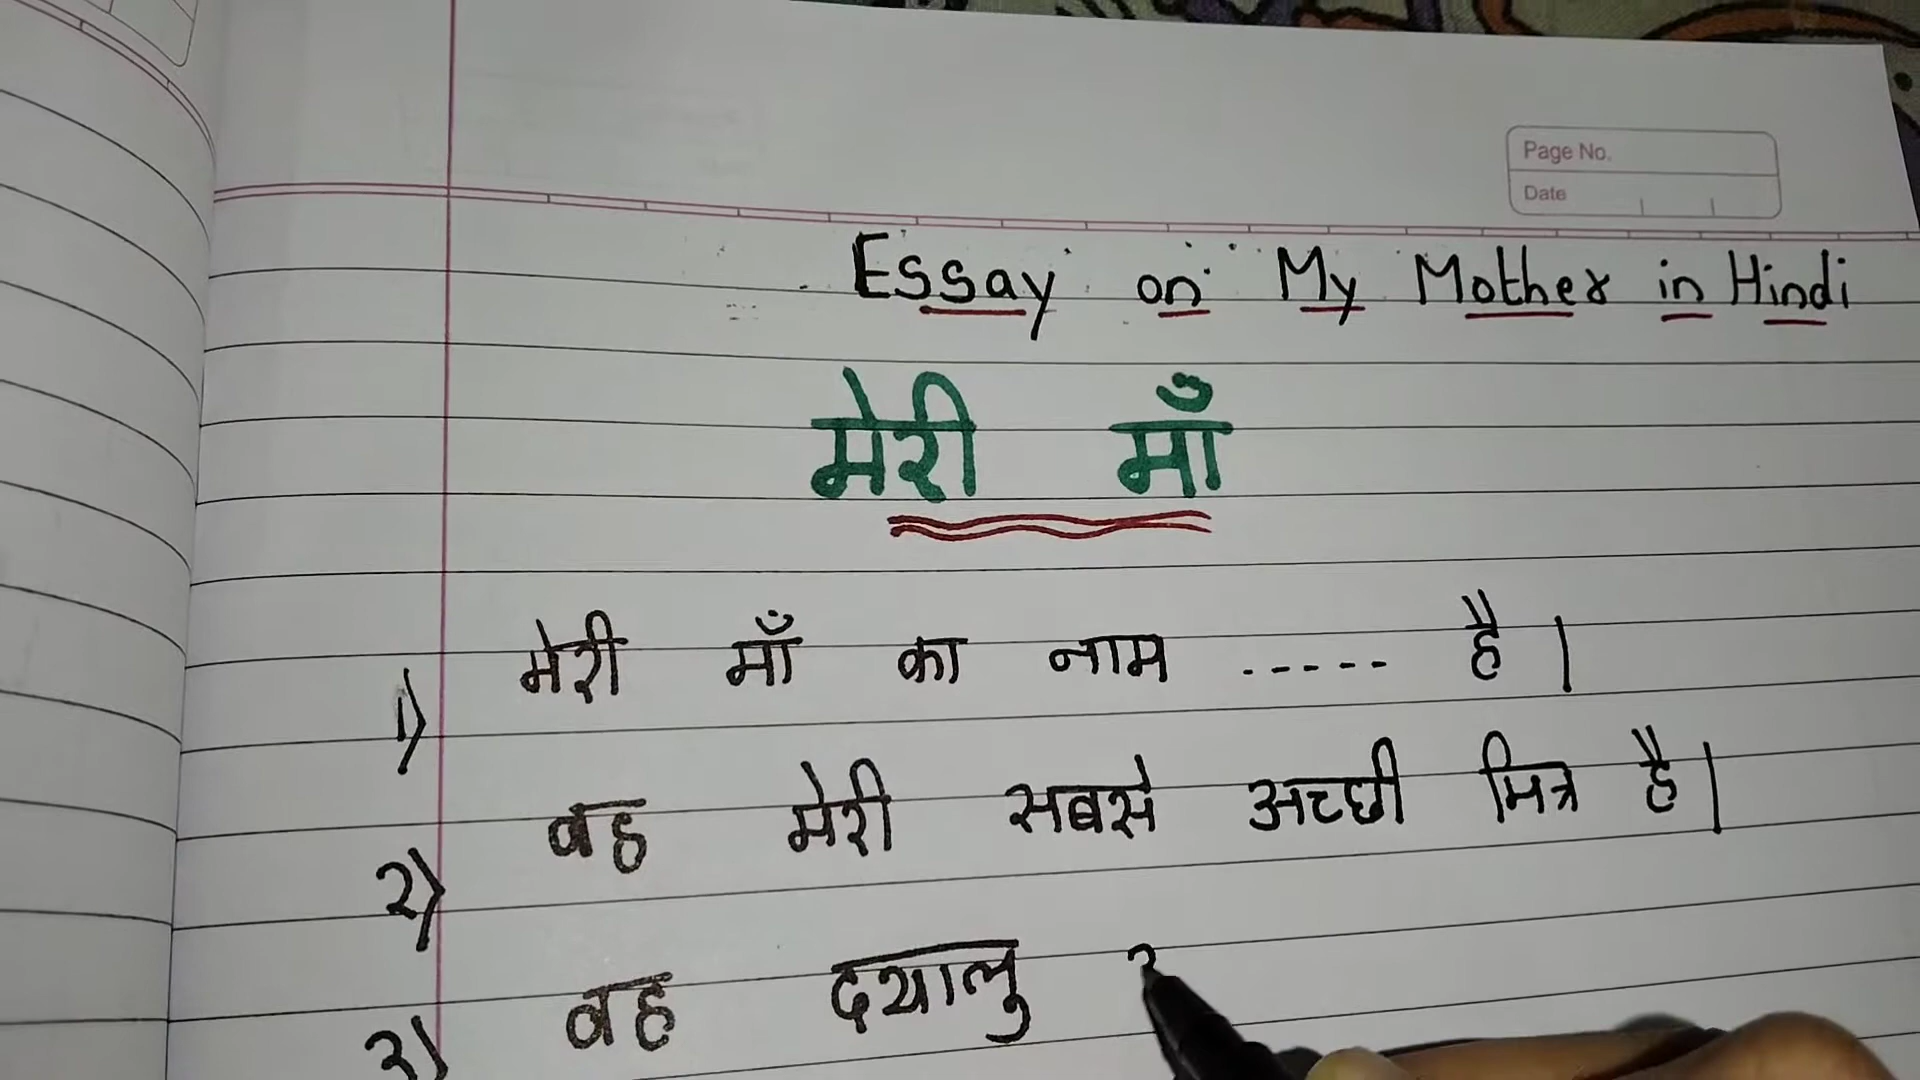 Page No.
Date
Essay on My Mother in Hindi
मेरी माँ
1) मेरी माँ का नाम ----- है।
2) वह मेरी सबसे अच्छी मित्र है।
3) वह दयालु